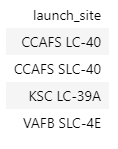 launch_site
CCAFS LC-40
CCAFS SLC-40
KSC LC-39A
VAFB SLC-4E